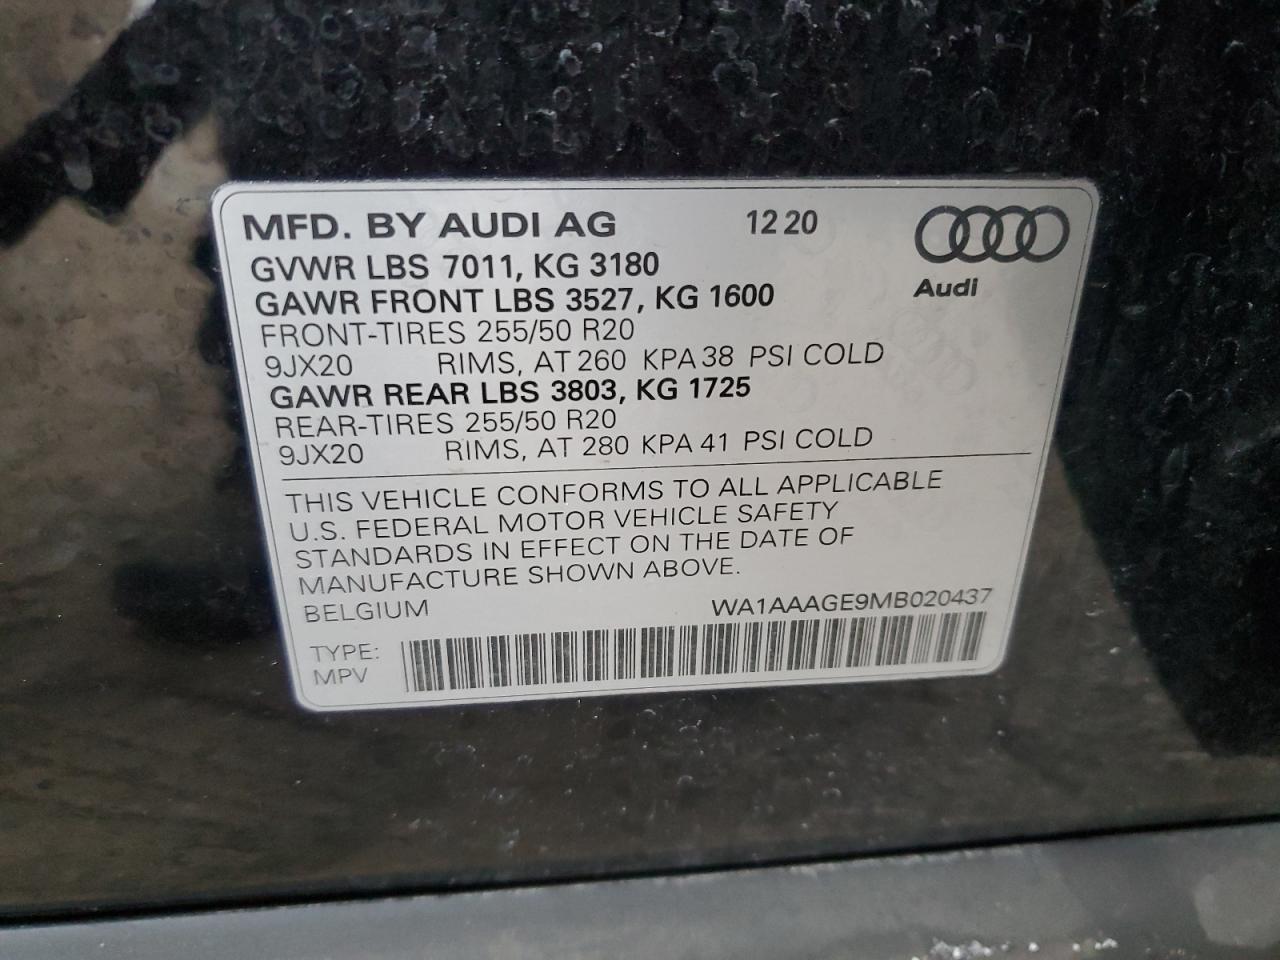 MFD. BY AUDI AG 12 20
Audi
GVWR LBS 7011, KG 3180
GAWR FRONT LBS 3527, KG 1600
FRONT-TIRES 255/50 R20
9JX20 RIMS, AT 260 KPA 38 PSI COLD
GAWR REAR LBS 3803, KG 1725
REAR-TIRES 255/50 R20
9JX20 RIMS, AT 280 KPA 41 PSI COLD
THIS VEHICLE CONFORMS TO ALL APPLICABLE
U.S. FEDERAL MOTOR VEHICLE SAFETY
STANDARDS IN EFFECT ON THE DATE OF
MANUFACTURE SHOWN ABOVE.
BELGIUM WA1AAAGE9MB020437
TYPE:
MPV